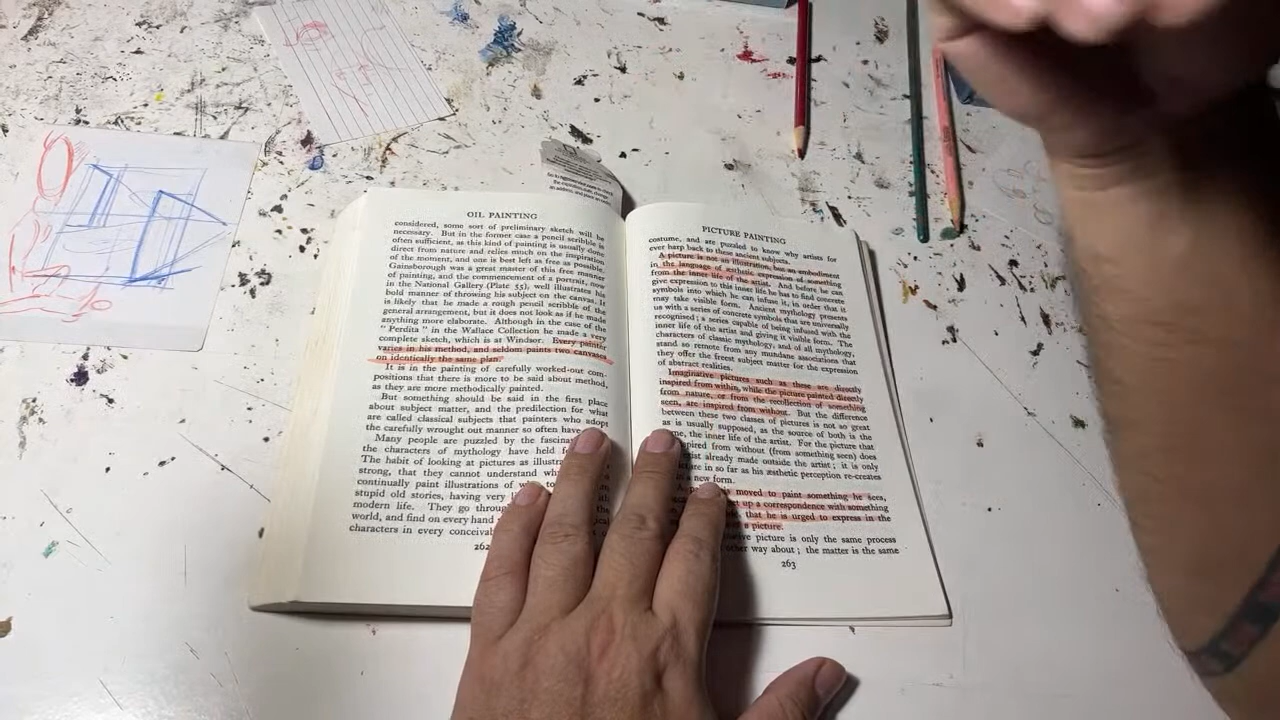 OIL PAINTING
considered, some sort of preliminary sketch will be
necessary. But in the former case a pencil scribble is
often sufficient, as this kind of painting is usually done
direct from nature and relies much on the inspiration
of the moment, and one is best left as free as possible.
Gainsborough was a great master of this free manner
of painting, and the commencement of a portrait, now
in the National Gallery (Plate 55), well illustrates his
bold manner of throwing his subject on the canvas. It
is likely that he made a rough pencil scribble of the
general arrangement, but it does not look as if he made
anything more elaborate. Although in the case of the
" Perdita " in the Wallace Collection he made a very
complete sketch, which is at Windsor. Every painter
varies in his method, and seldom paints two canvases
on identically the same plan.
It is in the painting of carefully worked-out com-
positions that there is more to be said about method,
as they are more methodically painted.
But something should be said in the first place
about subject matter, and the predilection for what
are called classical subjects that painters who adopt
the carefully wrought out manner so often have
Many people are puzzled by the
the characters of mythology have held
The habit of looking at pictures as
strong, that they cannot understand
continually paint illustrations of
stupid old stories, having very
modern life. They go
world, and find on every hand
characters in every
262
PICTURE PAINTING
costume, and are puzzled to know why artists for
ever harp back to these ancient subjects.
A picture is not an illustration, but an embodiment
in the language of æsthetic expression of something
from the inner life of the artist. And before he can
give expression to this inner life he has to find concrete
symbols into which he can infuse it, in order that it
may take visible form. Ancient mythology presents
us with a series of concrete symbols that are universally
recognised; a series capable of being infused with the
inner life of the artist and giving it visible form. The
characters of classic mythology, and of all mythology,
stand so remote from any mundane associations that
they offer the freest subject matter for the expression
of abstract realities.
Imaginative pictures such as these are directly
inspired from within, while the picture painted directly
from nature, or from the recollection of something
seen, are inspired from without. But the difference
between these two classes of pictures is not so great
as is usually supposed, as the source of both is the
the inner life of the artist. For the picture that
inspired from without (from something seen) does
already made outside the artist; it is only
in so far as his æsthetic perception re-creates
in a new form.
is moved to paint something he sees,
up a correspondence with something
that he is urged to express in the
a picture.
picture is only the same process
other way about; the matter is the same
263